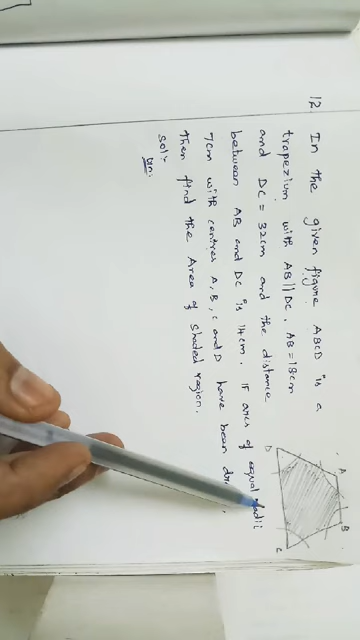 12. In the given figure ABCD is a
trapezium with AB || DC, AB = 18cm
and DC = 32cm and the distance
between AB and DC is 14cm. If arcs of equal radii
7cm with centres A, B, C and D have been
then find the Area of Shaded region.
Sol:-
A
B
D
C